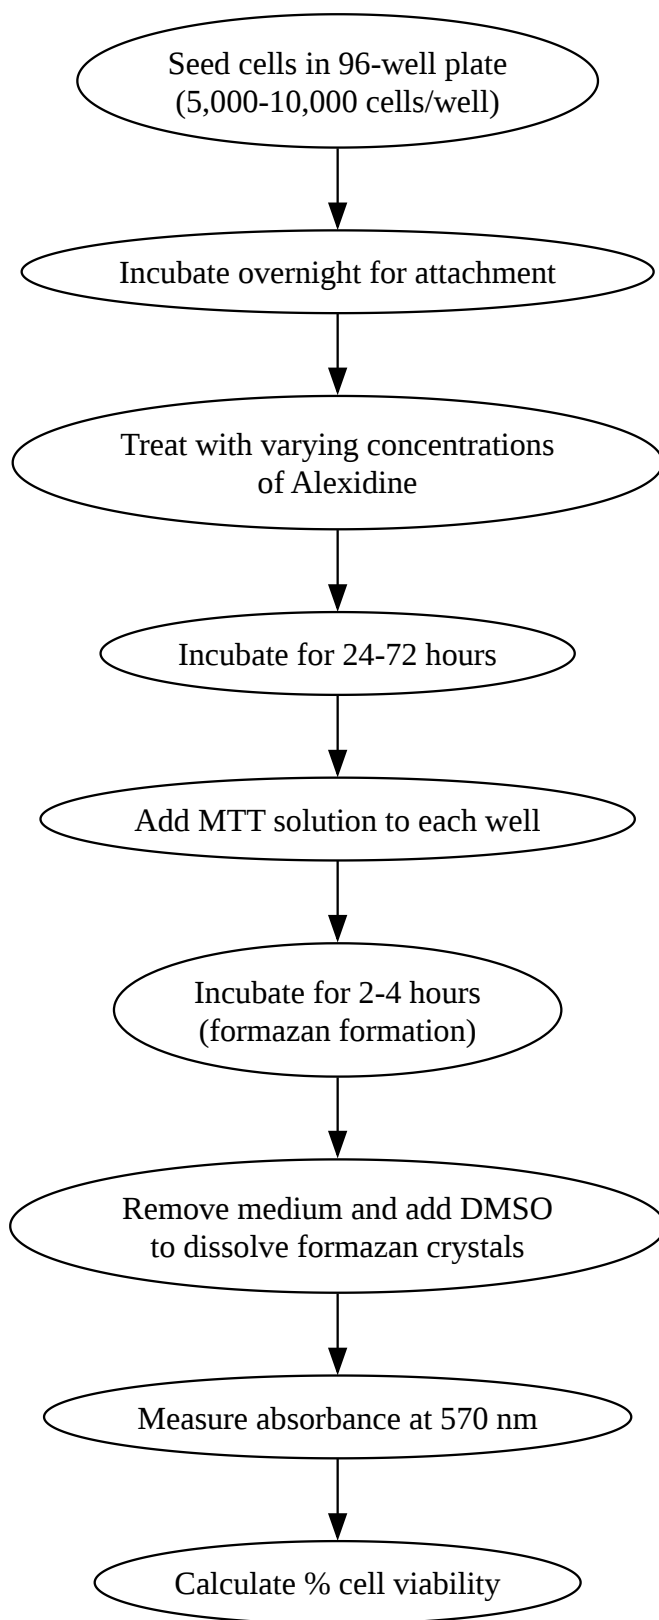 Seed cells in 96-well plate
(5,000-10,000 cells/well)
Incubate overnight for attachment
Treat with varying concentrations
of Alexidine
Incubate for 24-72 hours
Add MTT solution to each well
Incubate for 2-4 hours
(formazan formation)
Remove medium and add DMSO
to dissolve formazan crystals
Measure absorbance at 570 nm
Calculate % cell viability